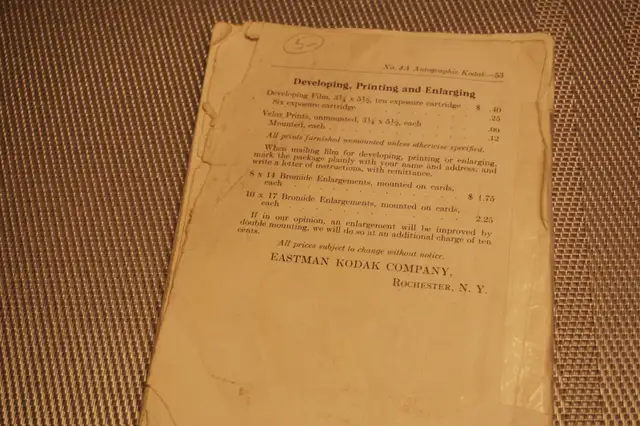 5-
No. 3A Autographic Kodak—53
Developing, Printing and Enlarging
Developing Film, 3¼ x 5½, ten exposure cartridge $ .40
Six exposure cartridge . . . . . .25
Velox Prints, unmounted, 3¼ x 5½, each . . .
Mounted, each . . . . . . . .12
All prints furnished unmounted unless otherwise specified.
When mailing film for developing, printing or enlarging,
mark the package plainly with your name and address, and
write a letter of instructions, with remittance.
8 x 14 Bromide Enlargements, mounted on cards,
each . . . . . . . . $ 1.75
10 x 17 Bromide Enlargements, mounted on cards,
each . . . . . . . . 2.25
If in our opinion, an enlargement will be improved by
double mounting, we will do so at an additional charge of ten
cents.
All prices subject to change without notice.
EASTMAN KODAK COMPANY,
ROCHESTER, N. Y.